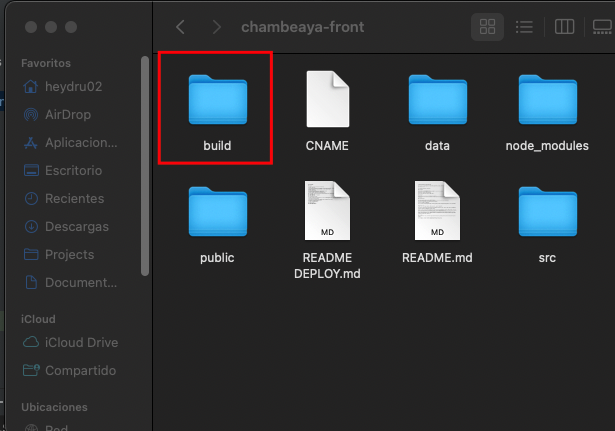 chambeaya-front
Favoritos
heydru02
AirDrop
Aplicacion...
Escritorio
Recientes
Descargas
Projects
Document...
iCloud
iCloud Drive
Compartido
Ubicaciones
build
CNAME
data
node_modules
public
MD
README
DEPLOY.md
MD
README.md
src